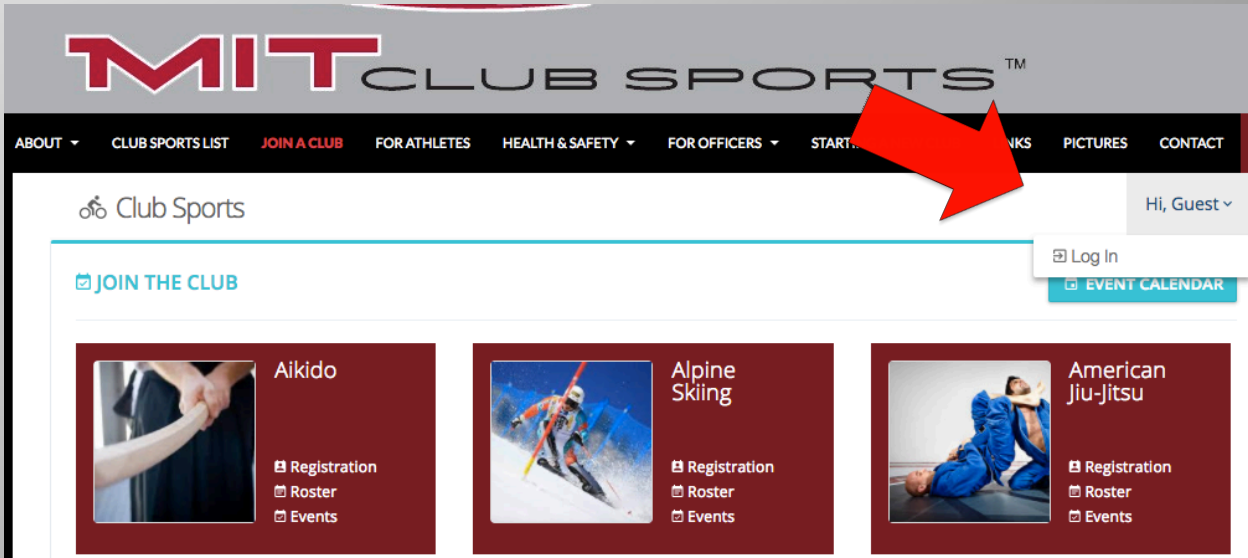 MIT CLUB SPORTS™
ABOUT CLUB SPORTS LIST JOIN A CLUB FOR ATHLETES HEALTH & SAFETY FOR OFFICERS PICTURES CONTACT
Club Sports Hi, Guest
Log In
JOIN THE CLUB EVENT CALENDAR
Aikido
Registration
Roster
Events
Alpine
Skiing
Registration
Roster
Events
American
Jiu-Jitsu
Registration
Roster
Events